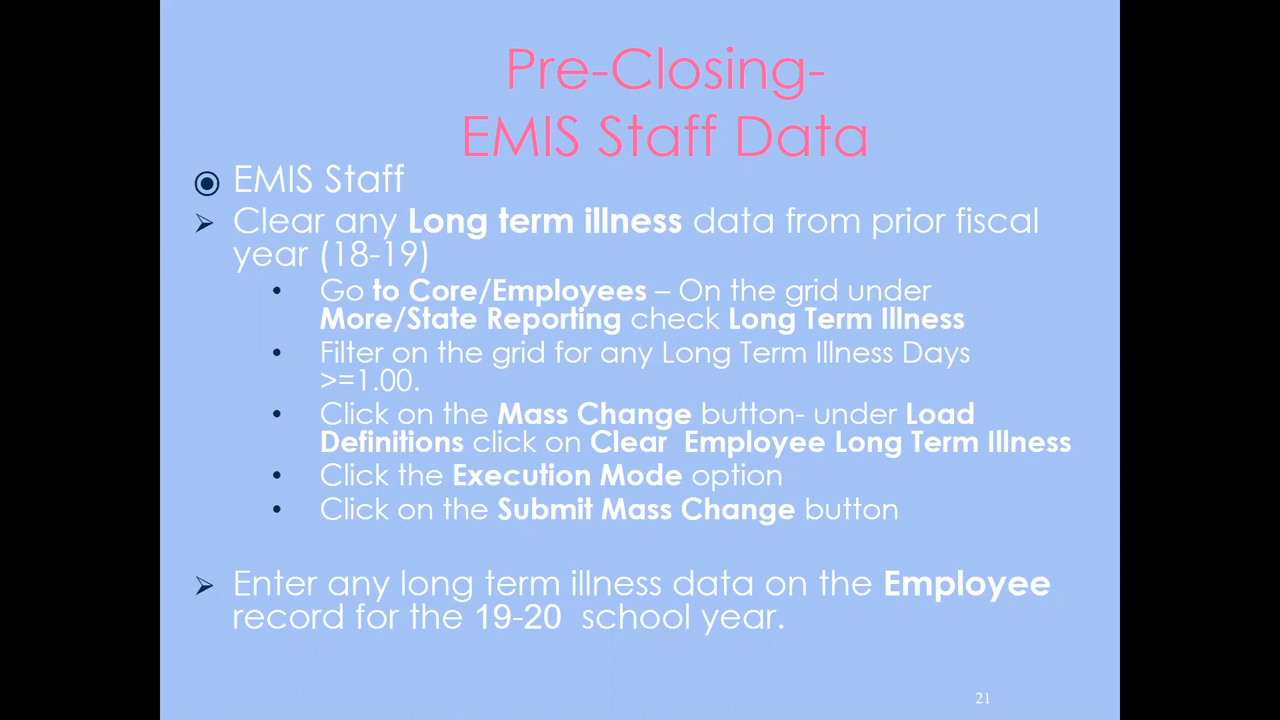 Pre-Closing-
EMIS Staff Data
EMIS Staff
Clear any Long term illness data from prior fiscal
year (18-19)
Go to Core/Employees – On the grid under
More/State Reporting check Long Term Illness
Filter on the grid for any Long Term Illness Days
>=1.00.
Click on the Mass Change button- under Load
Definitions click on Clear Employee Long Term Illness
Click the Execution Mode option
Click on the Submit Mass Change button
Enter any long term illness data on the Employee
record for the 19-20 school year.
21